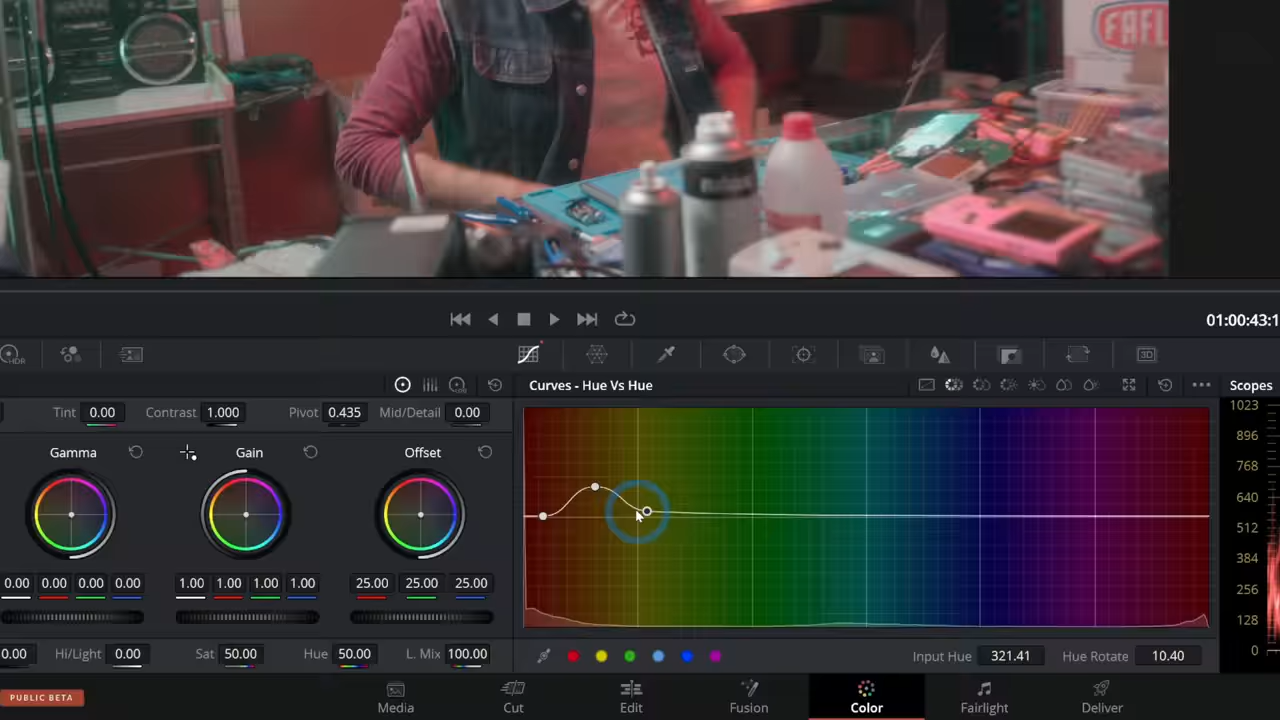 FAFL
01:00:43:1
HDR
3D
Curves - Hue Vs Hue
Scopes
Tint 0.00 Contrast 1.000 Pivot 0.435 Mid/Detail 0.00
Gamma Gain Offset
0.00 0.00 0.00 0.00 1.00 1.00 1.00 1.00 25.00 25.00 25.00
0.00 Hi/Light 0.00 Sat 50.00 Hue 50.00 L. Mix 100.00
1023
896
768
640
512
384
256
128
0
Input Hue 321.41 Hue Rotate 10.40
PUBLIC BETA
Media Cut Edit Fusion Color Fairlight Deliver